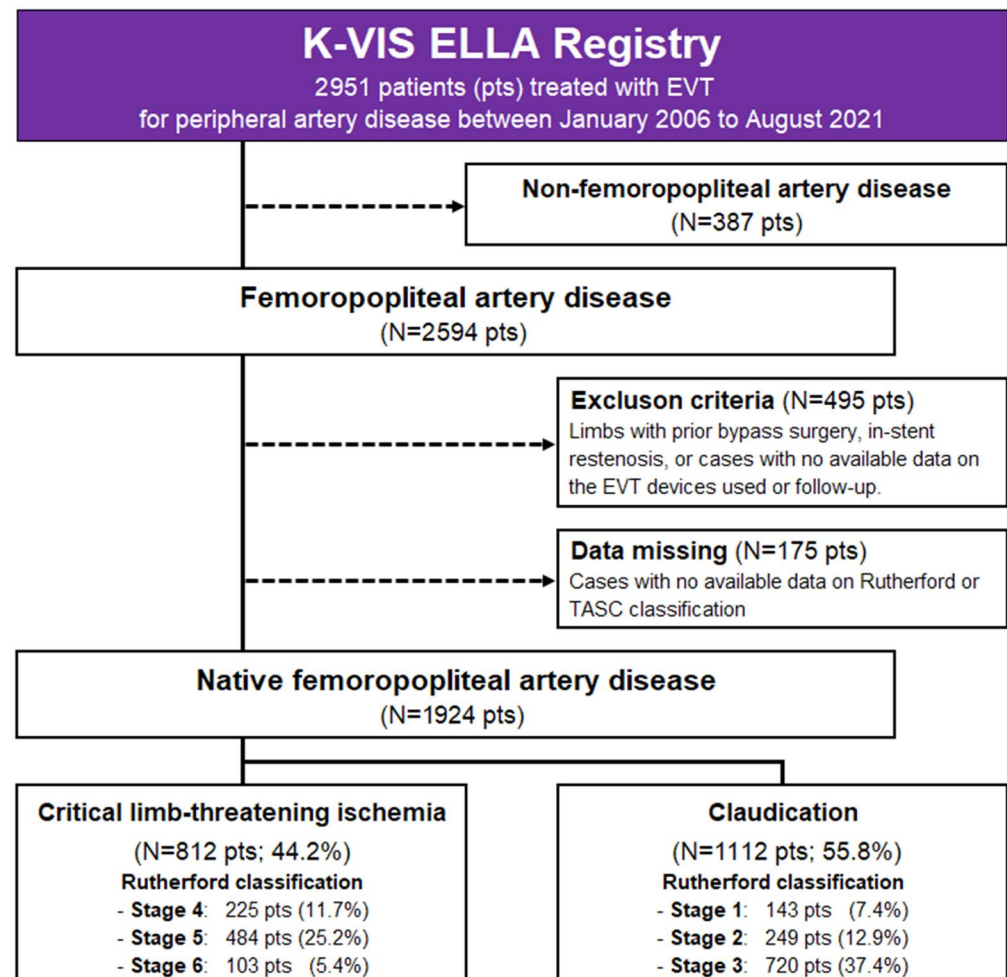 K-VIS ELLA Registry
2951 patients (pts) treated with EVT
for peripheral artery disease between January 2006 to August 2021
Non-femoropopliteal artery disease
(N=387 pts)
Femoropopliteal artery disease
(N=2594 pts)
Excluson criteria (N=495 pts)
Limbs with prior bypass surgery, in-stent
restenosis, or cases with no available data on
the EVT devices used or follow-up.
Data missing (N=175 pts)
Cases with no available data on Rutherford or
TASC classification
Native femoropopliteal artery disease
(N=1924 pts)
Critical limb-threatening ischemia
(N=812 pts; 44.2%)
Rutherford classification
- Stage 4: 225 pts (11.7%)
- Stage 5: 484 pts (25.2%)
- Stage 6: 103 pts (5.4%)
Claudication
(N=1112 pts; 55.8%)
Rutherford classification
- Stage 1: 143 pts (7.4%)
- Stage 2: 249 pts (12.9%)
- Stage 3: 720 pts (37.4%)